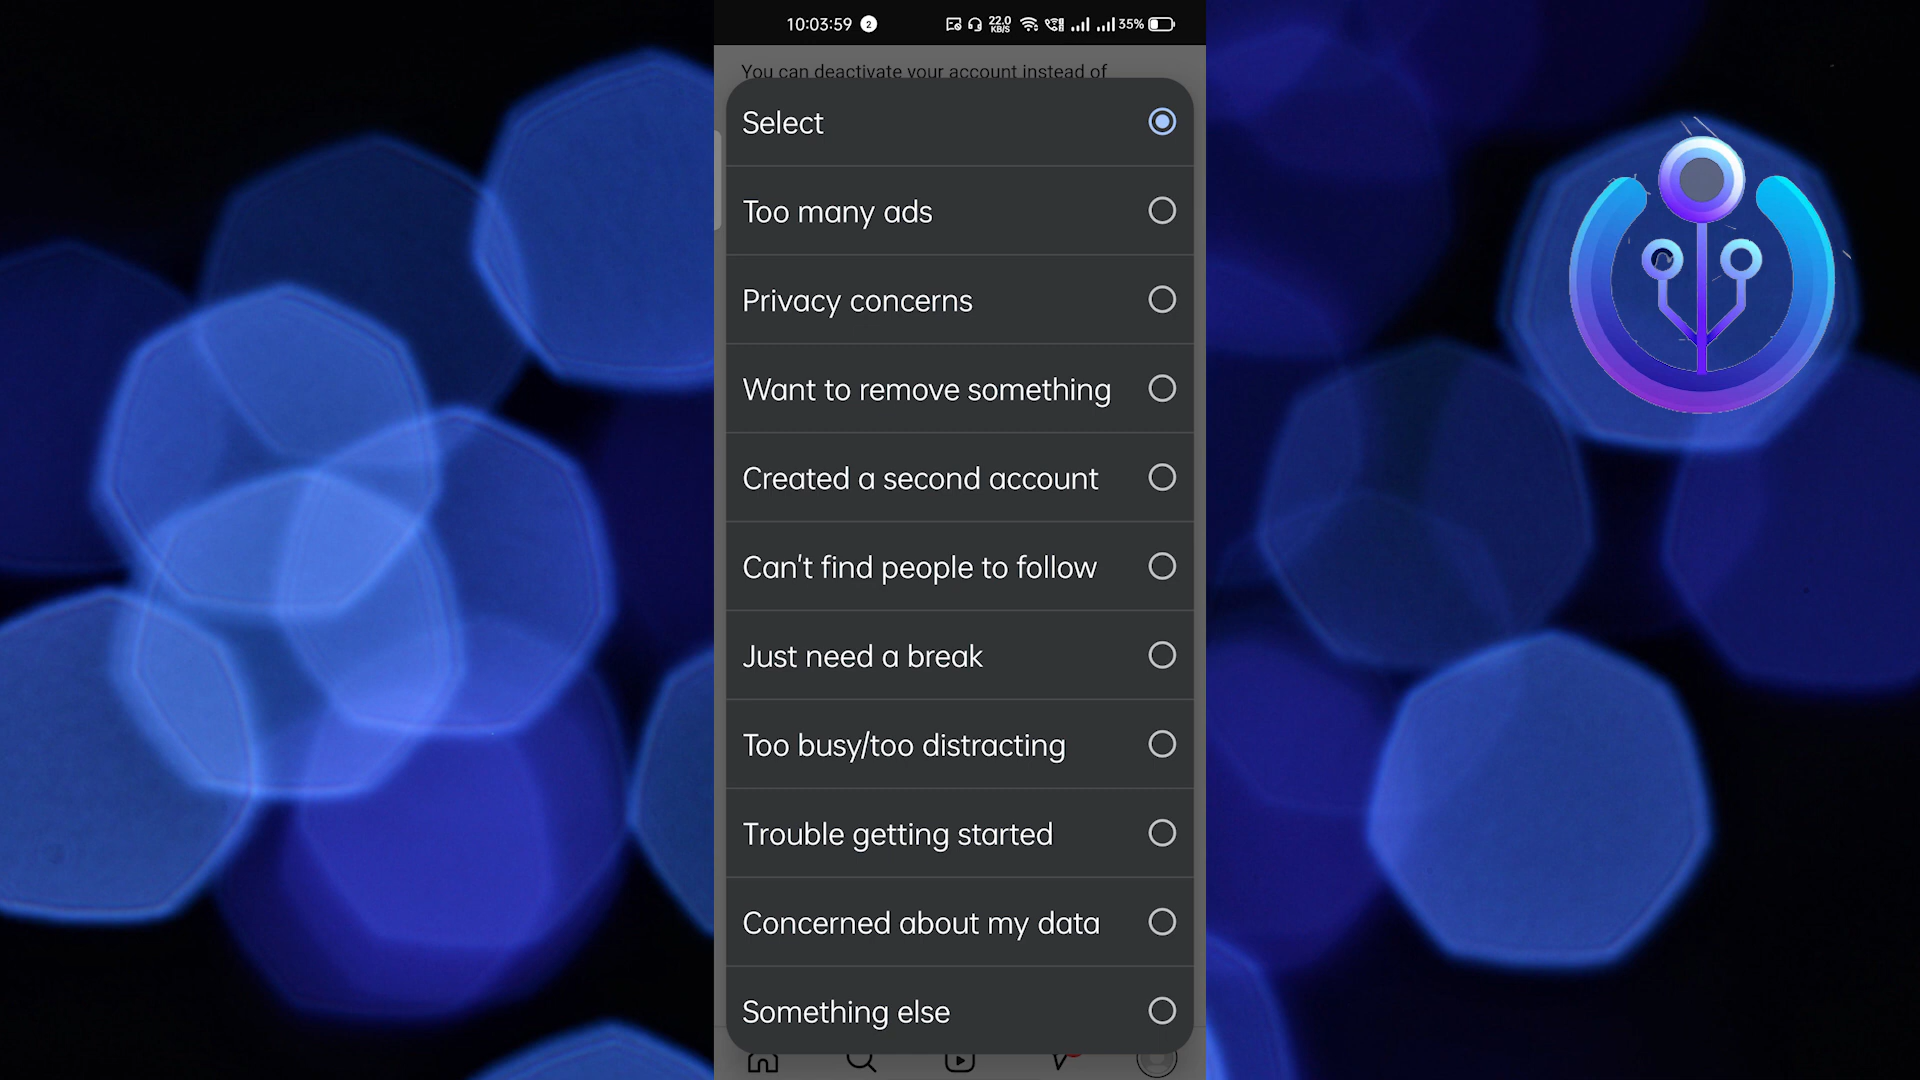 10:03:59 2 22.0 KB/S 35%
You can deactivate your account instead of
Select
Too many ads
Privacy concerns
Want to remove something
Created a second account
Can't find people to follow
Just need a break
Too busy/too distracting
Trouble getting started
Concerned about my data
Something else